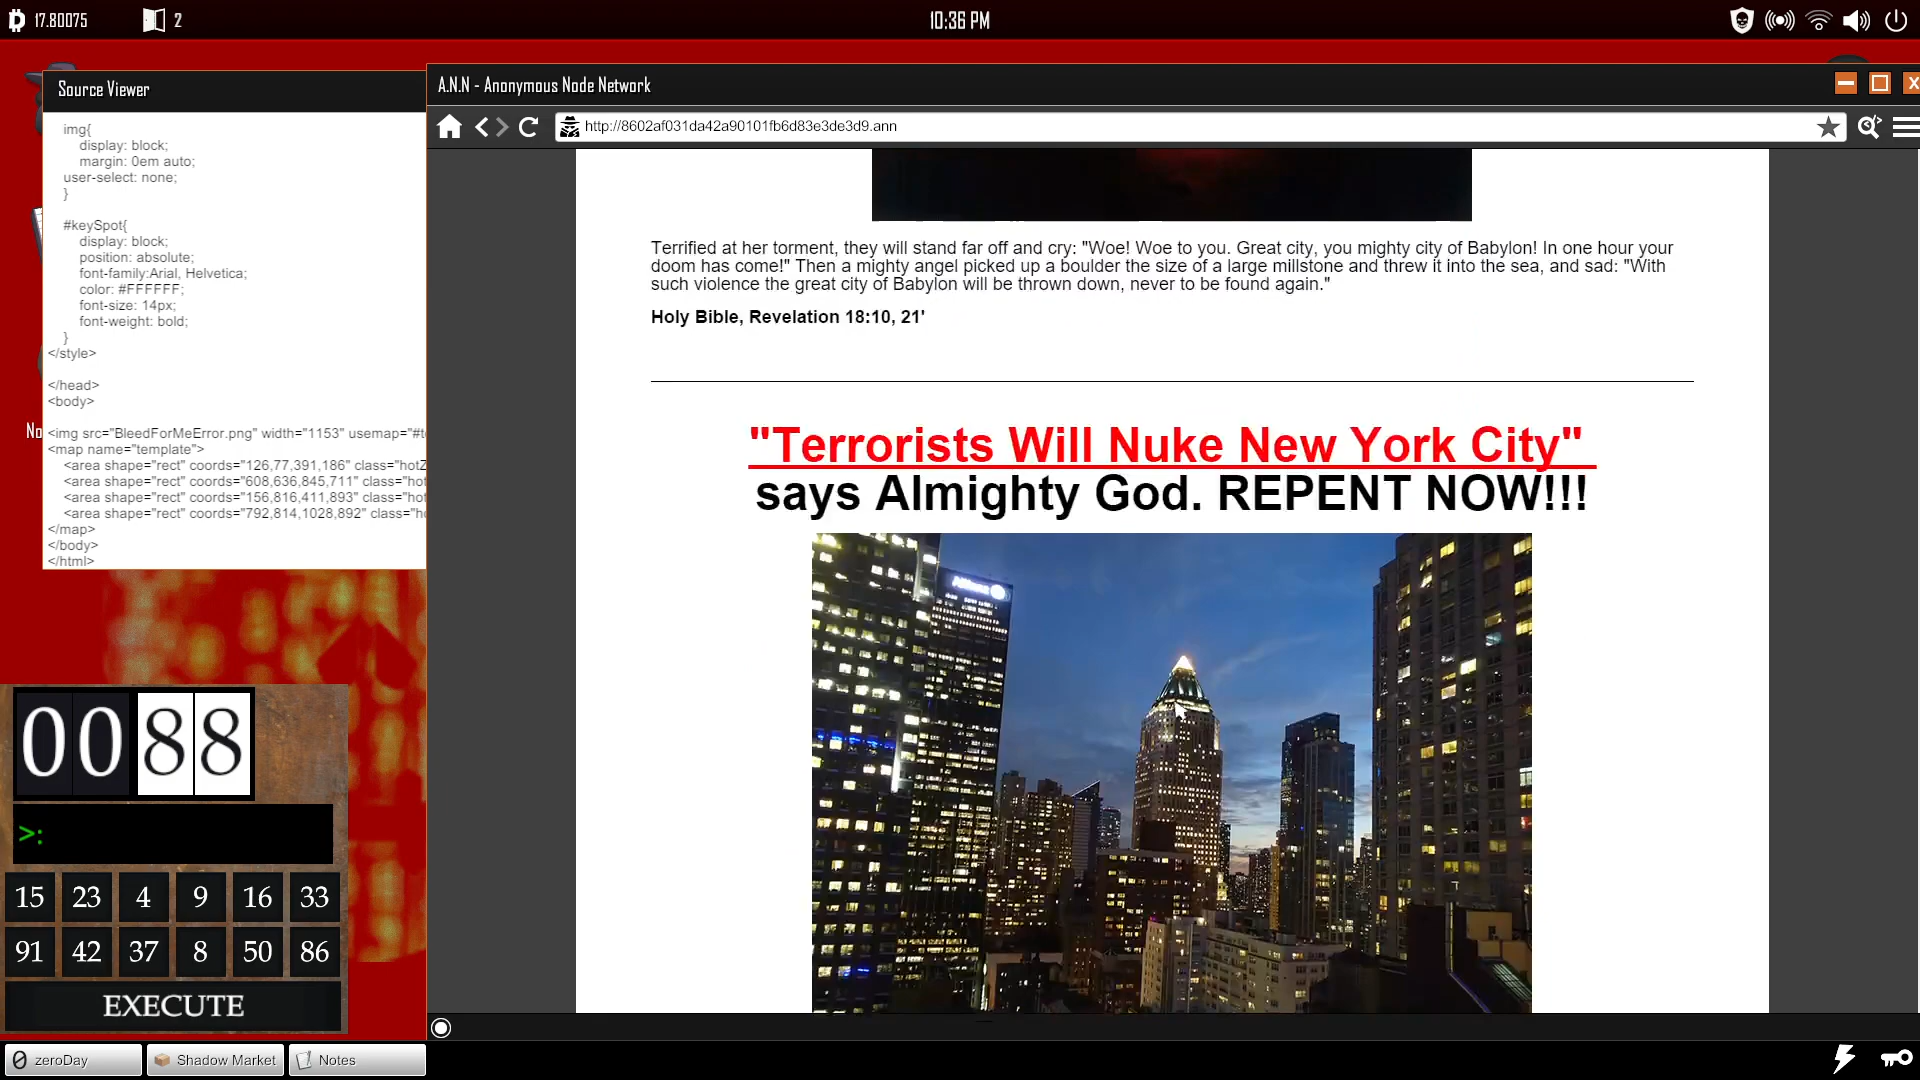 17.80075
2
10:36 PM
Source Viewer
img{
display: block;
margin: 0em auto;
user-select: none;
}
#keySpot{
display: block;
position: absolute;
font-family:Arial, Helvetica;
color: #FFFFFF;
font-size: 14px;
font-weight: bold;
}
</style>
</head>
<body>
<img src="BleedForMeError.png" width="1153" usemap="#t
<map name="template">
<area shape="rect" coords="126,77,391,186" class="hotZ
<area shape="rect" coords="608,636,845,711" class="hot
<area shape="rect" coords="156,816,411,893" class="hot
<area shape="rect" coords="792,814,1028,892" class="ho
</map>
</body>
</html>
No
A.N.N - Anonymous Node Network
http://8602af031da42a90101fb6d83e3de3d9.ann
Terrified at her torment, they will stand far off and cry: "Woe! Woe to you. Great city, you mighty city of Babylon! In one hour your
doom has come!" Then a mighty angel picked up a boulder the size of a large millstone and threw it into the sea, and sad: "With
such violence the great city of Babylon will be thrown down, never to be found again."
Holy Bible, Revelation 18:10, 21'
"Terrorists Will Nuke New York City"
says Almighty God. REPENT NOW!!!
Allianz
0088
>:
15 23 4 9 16 33
91 42 37 8 50 86
EXECUTE
zeroDay
Shadow Market
Notes